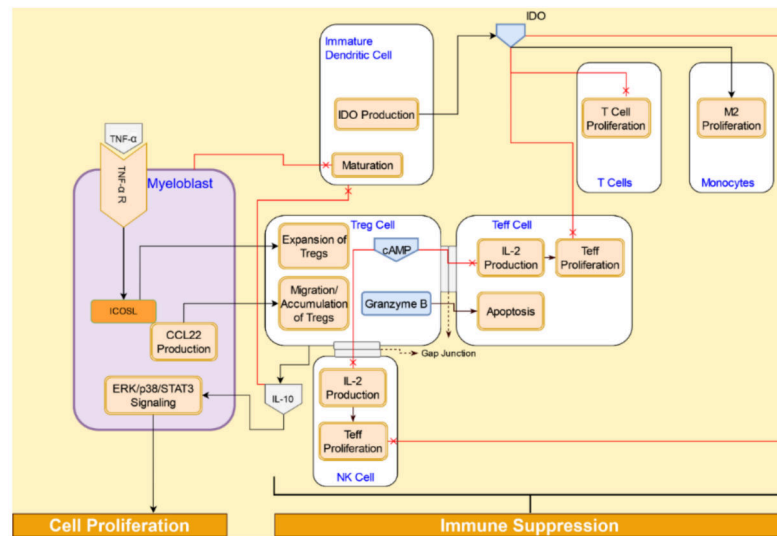 IDO
Immature
Dendritic Cell
IDO Production
Maturation
T Cell
Proliferation
T Cells
M2
Proliferation
Monocytes
TNF-α
TNF-α R
Myeloblast
ICOSL
CCL22
Production
ERK/p38/STAT3
Signaling
Treg Cell
Expansion of
Tregs
cAMP
Migration/
Accumulation
of Tregs
Granzyme B
Teff Cell
IL-2
Production
Teff
Proliferation
Apoptosis
Gap Junction
IL-10
IL-2
Production
Teff
Proliferation
NK Cell
Cell Proliferation
Immune Suppression